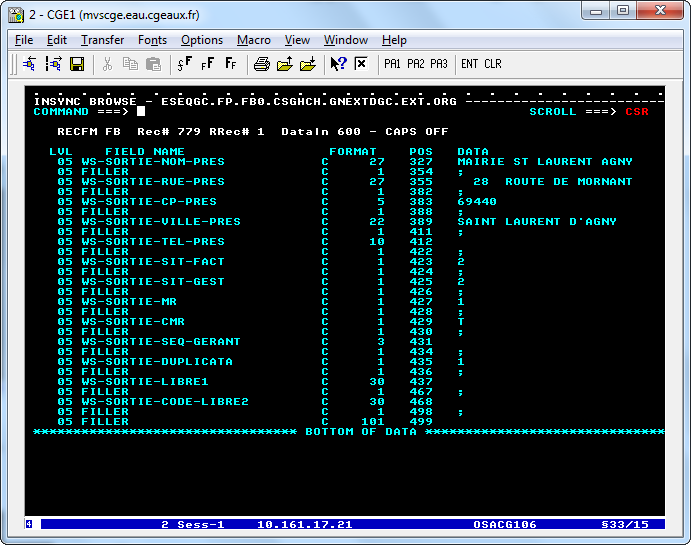 2 - CGE1 (mvscge.eau.cgeaux.fr)
File Edit Transfer Fonts Options Macro View Window Help
PA1 PA2 PA3 ENT CLR
INSYNC BROWSE - ESEQGC.FP.FB0.CSGHCH.GNEXTDGC.EXT.ORG -------------------------
COMMAND ===> SCROLL ===> CSR
RECFM FB Rec# 779 RRec# 1 DataIn 600 - CAPS OFF
LVL FIELD NAME FORMAT POS DATA
05 WS-SORTIE-NOM-PRES C 27 327 MAIRIE ST LAURENT AGNY
05 FILLER C 1 354 ;
05 WS-SORTIE-RUE-PRES C 27 355 28 ROUTE DE MORNANT
05 FILLER C 1 382 ;
05 WS-SORTIE-CP-PRES C 5 383 69440
05 FILLER C 1 388 ;
05 WS-SORTIE-VILLE-PRES C 22 389 SAINT LAURENT D'AGNY
05 FILLER C 1 411 ;
05 WS-SORTIE-TEL-PRES C 10 412
05 FILLER C 1 422 ;
05 WS-SORTIE-SIT-FACT C 1 423 2
05 FILLER C 1 424 ;
05 WS-SORTIE-SIT-GEST C 1 425 2
05 FILLER C 1 426 ;
05 WS-SORTIE-MR C 1 427 1
05 FILLER C 1 428 ;
05 WS-SORTIE-CMR C 1 429 T
05 FILLER C 1 430 ;
05 WS-SORTIE-SEQ-GERANT C 3 431
05 FILLER C 1 434 ;
05 WS-SORTIE-DUPLICATA C 1 435 1
05 FILLER C 1 436 ;
05 WS-SORTIE-LIBRE1 C 30 437
05 FILLER C 1 467 ;
05 WS-SORTIE-CODE-LIBRE2 C 30 468
05 FILLER C 1 498 ;
05 FILLER C 101 499
********************************* BOTTOM OF DATA ******************************
2 Sess-1 10.161.17.21 OSACG106 §33/15